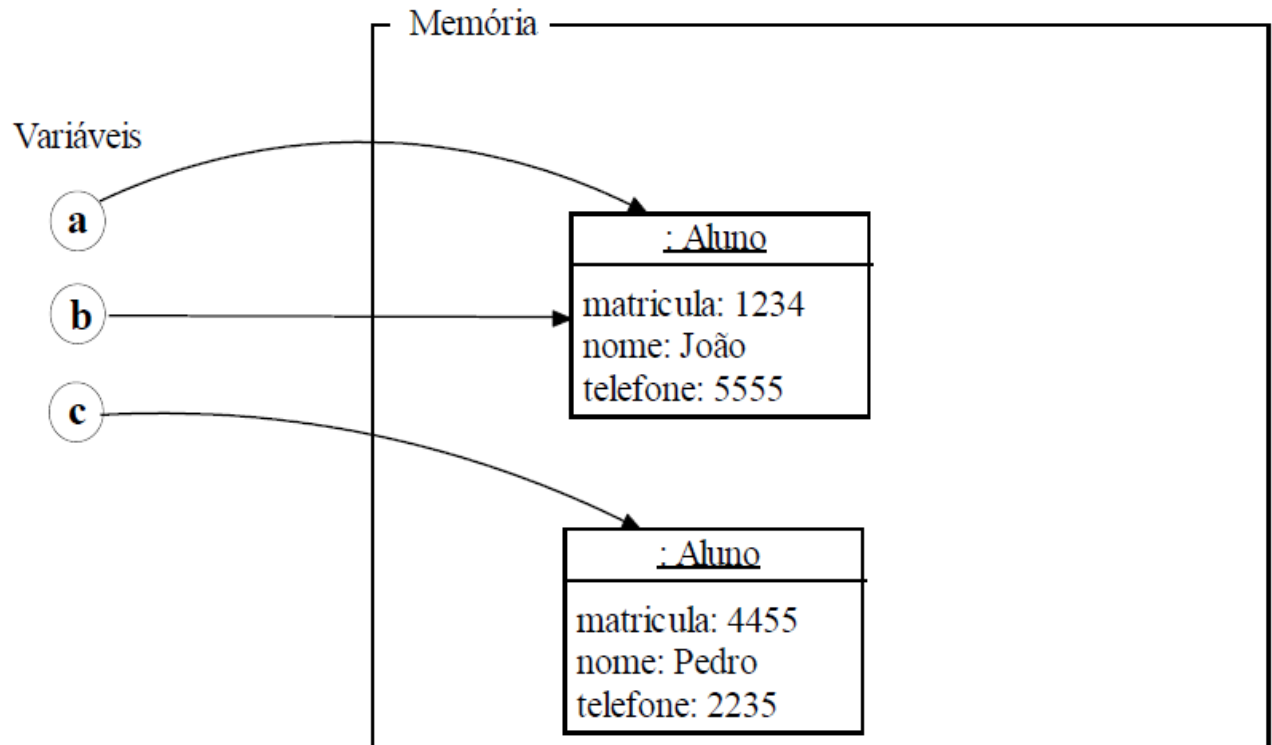 Memória
Variáveis
a
b
c
: Aluno
matricula: 1234
nome: João
telefone: 5555
: Aluno
matricula: 4455
nome: Pedro
telefone: 2235